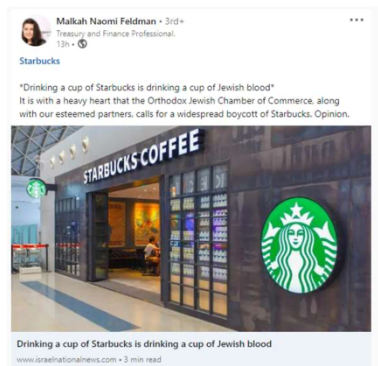 Malkah Naomi Feldman • 3rd+
Treasury and Finance Professional.
13h •
Starbucks
*Drinking a cup of Starbucks is drinking a cup of Jewish blood*
It is with a heavy heart that the Orthodox Jewish Chamber of Commerce, along
with our esteemed partners, calls for a widespread boycott of Starbucks. Opinion.
STARBUCKS COFFEE
Drinking a cup of Starbucks is drinking a cup of Jewish blood
www.israelnationalnews.com • 3 min read